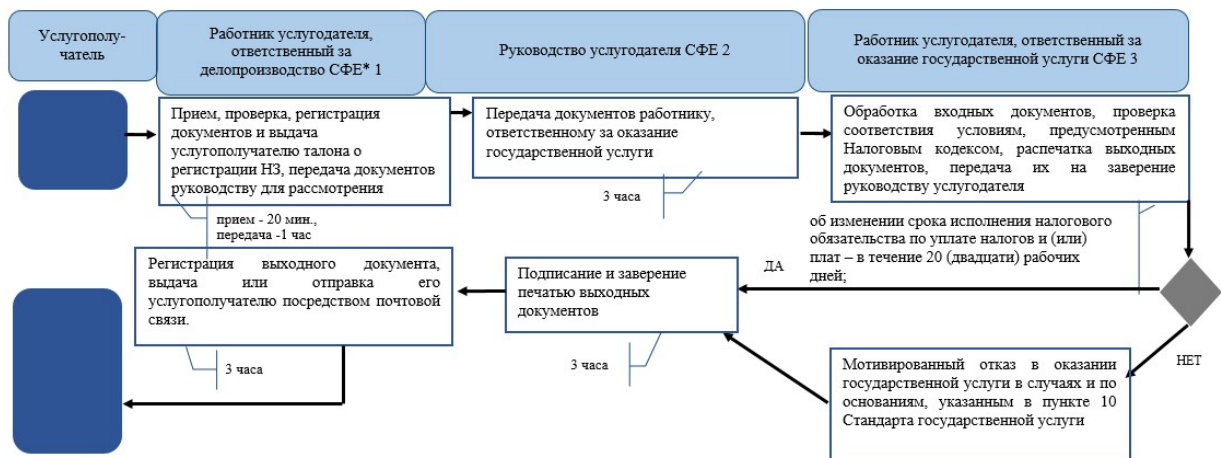 Услугополу-
чатель
Работник услугодателя,
ответственный за
делопроизводство СФЕ* 1
Руководство услугодателя СФЕ 2
Работник услугодателя, ответственный за
оказание государственной услуги СФЕ 3
Прием, проверка, регистрация
документов и выдача
услугополучателю талона о
регистрации НЗ, передача документов
руководству для рассмотрения
Передача документов работнику,
ответственному за оказание
государственной услуги
Обработка входных документов, проверка
соответствия условиям, предусмотренным
Налоговым кодексом, распечатка выходных
документов, передача их на заверение
руководству услугодателя
3 часа
прием - 20 мин.,
передача -1 час
об изменении срока исполнения налогового
обязательства по уплате налогов и (или)
плат – в течение 20 (двадцати) рабочих
дней;
Регистрация выходного документа,
выдача или отправка его
услугополучателю посредством почтовой
связи.
Подписание и заверение
печатью выходных
документов
ДА
3 часа
3 часа
НЕТ
Мотивированный отказ в оказании
государственной услуги в случаях и по
основаниям, указанным в пункте 10
Стандарта государственной услуги